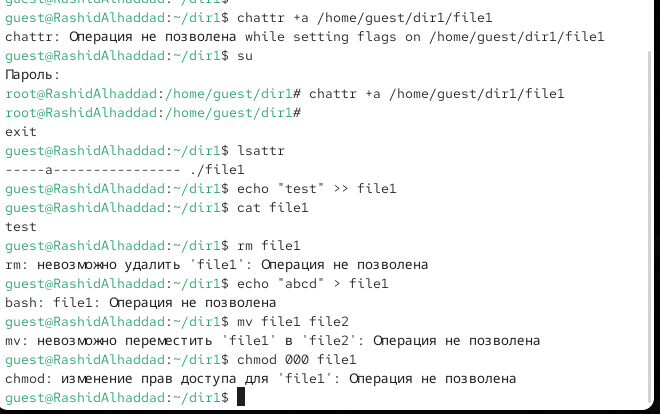 guest@RashidAlhaddad:~/dir1$ chattr +a /home/guest/dir1/file1
chattr: Операция не позволена while setting flags on /home/guest/dir1/file1
guest@RashidAlhaddad:~/dir1$ su
Пароль:
root@RashidAlhaddad:/home/guest/dir1# chattr +a /home/guest/dir1/file1
root@RashidAlhaddad:/home/guest/dir1#
exit
guest@RashidAlhaddad:~/dir1$ lsattr
-----a---------------- ./file1
guest@RashidAlhaddad:~/dir1$ echo "test" >> file1
guest@RashidAlhaddad:~/dir1$ cat file1
test
guest@RashidAlhaddad:~/dir1$ rm file1
rm: невозможно удалить 'file1': Операция не позволена
guest@RashidAlhaddad:~/dir1$ echo "abcd" > file1
bash: file1: Операция не позволена
guest@RashidAlhaddad:~/dir1$ mv file1 file2
mv: невозможно переместить 'file1' в 'file2': Операция не позволена
guest@RashidAlhaddad:~/dir1$ chmod 000 file1
chmod: изменение прав доступа для 'file1': Операция не позволена
guest@RashidAlhaddad:~/dir1$